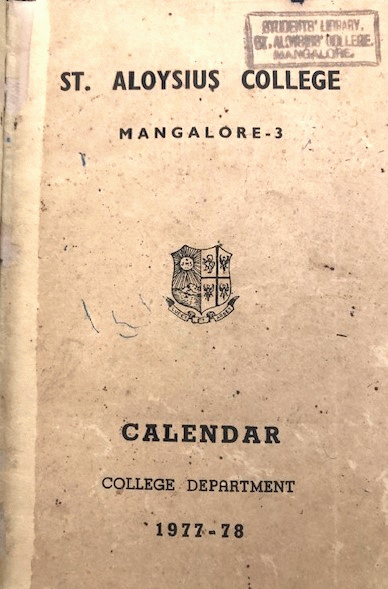 STUDENTS' LIBRARY.
ST. ALOYSIUS' COLLEGE.
MANGALORE.
ST. ALOYSIUS COLLEGE
MANGALORE-3
CALENDAR
COLLEGE DEPARTMENT
1977-78